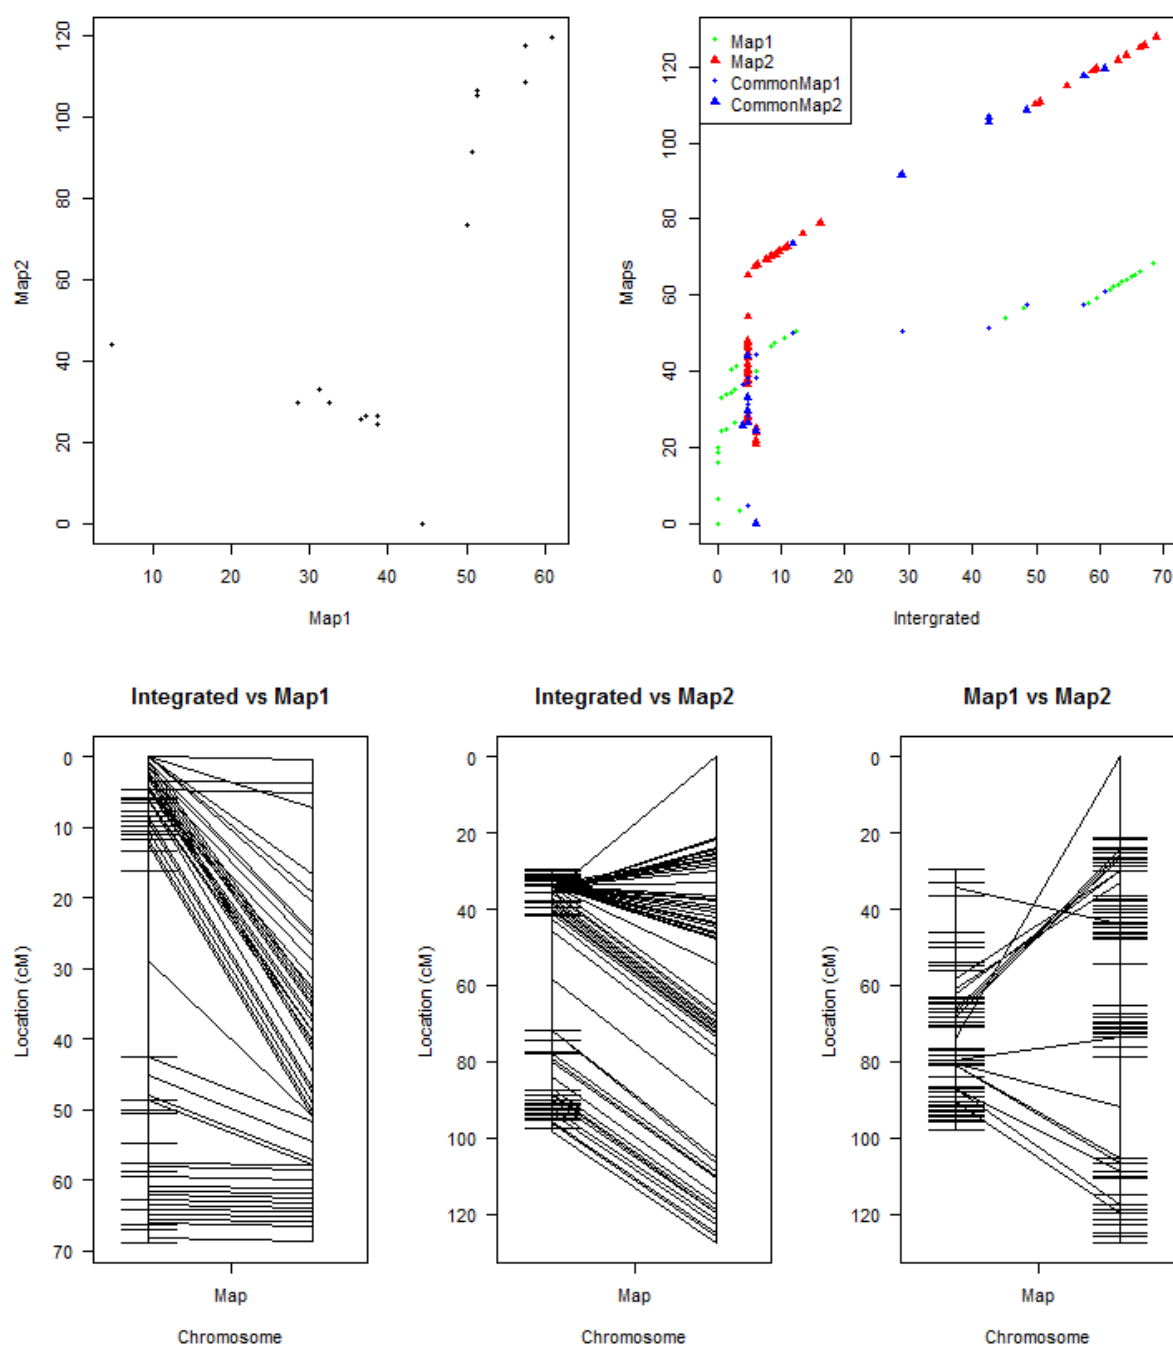 Map2
0 20 40 60 80 100 120
10 20 30 40 50 60
Map1
Maps
0 20 40 60 80 100 120
Map1
Map2
CommonMap1
CommonMap2
0 10 20 30 40 50 60 70
Intergrated
Integrated vs Map1
Location (cM)
0
10
20
30
40
50
60
70
Map
Chromosome
Integrated vs Map2
Location (cM)
0
20
40
60
80
100
120
Map
Chromosome
Map1 vs Map2
Location (cM)
0
20
40
60
80
100
120
Map
Chromosome